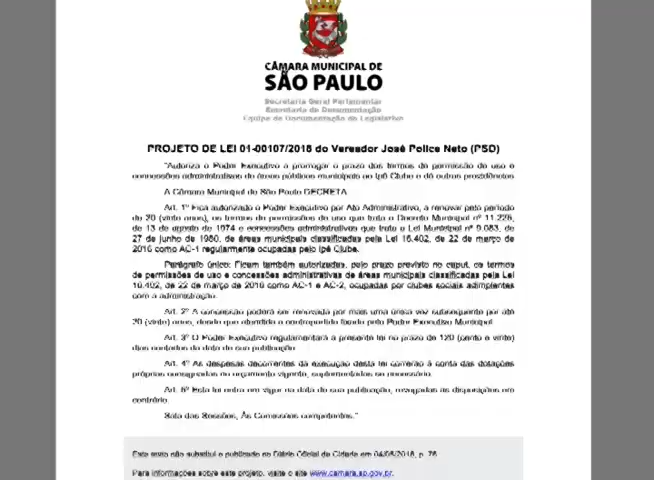 CÂMARA MUNICIPAL DE
SÃO PAULO
Secretaria Geral Parlamentar
Secretaria de Documentação
Equipe de Documentação do Legislativo
PROJETO DE LEI 01-00107/2018 do Vereador José Police Neto (PSD)
"Autoriza o Poder Executivo a prorrogar o prazo dos termos de permissão de uso e
concessões administrativas de áreas públicas municipais ao Ipê Clube e dá outras providências
A Câmara Municipal de São Paulo DECRETA
Art. 1º Fica autorizado o Poder Executivo por Ato Administrativo, a renovar pelo período
de 20 (vinte anos), os termos de permissões de uso que trata o Decreto Municipal nº 11.226,
de 13 de agosto de 1974 e concessões administrativas que trata o Lei Municipal nº 9.083, de
27 de junho de 1980, de áreas municipais classificadas pela Lei 16.402, de 22 de março de
2016 como AC-1 regularmente ocupadas pelo Ipê Clube.
Parágrafo único: Ficam também autorizadas, pelo prazo previsto no caput, os termos
de permissões de uso e concessões administrativas de áreas municipais classificadas pela Lei
16.402, de 22 de março de 2016 como AC-1 e AC-2, ocupadas por clubes sociais adimplentes
com a administração.
Art. 2º A concessão poderá ser renovada por mais uma única vez subsequente por até
20 (vinte) anos, desde que atendida a contrapartida fixada pelo Poder Executivo Municipal.
Art. 3º O Poder Executivo regulamentará a presente lei no prazo de 120 (cento e vinte)
dias contados da data de sua publicação.
Art. 4º As despesas decorrentes da execução desta lei correrão à conta das dotações
próprias consignadas no orçamento vigente, suplementadas se necessário.
Art. 5º Esta lei entra em vigor na data de sua publicação, revogadas as disposições em
contrário.
Sala das Sessões, Às Comissões competentes."
Este texto não substitui o publicado no Diário Oficial da Cidade em 04/05/2018, p. 76
Para informações sobre este projeto, visite o site www.camara.sp.gov.br.